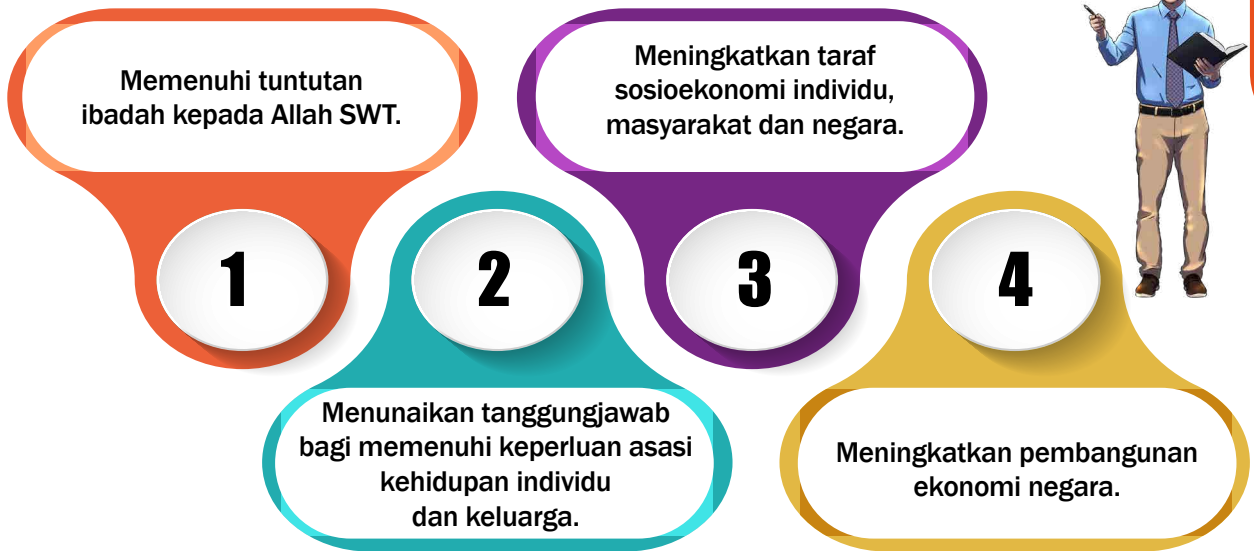 1
Memenuhi tuntutan
ibadah kepada Allah SWT.
2
Menunaikan tanggungjawab
bagi memenuhi keperluan asasi
kehidupan individu
dan keluarga.
3
Meningkatkan taraf
sosioekonomi individu,
masyarakat dan negara.
4
Meningkatkan pembangunan
ekonomi negara.